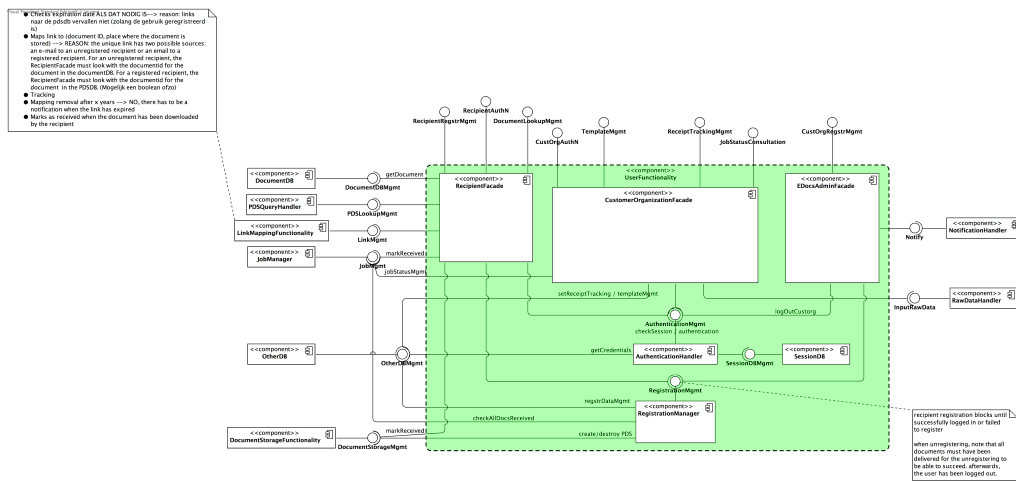 Checks expiration date ALS DAT NODIG IS--> reason: links
naar de pdsdb vervallen niet (zolang de gebruik geregistreerd
is)
Maps link to (document ID, place where the document is
stored) --> REASON: the unique link has two possible sources:
an e-mail to an unregistered recipient or an email to a
registered recipient. For an unregistered recipient, the
RecipientFacade must look with the documentid for the
document in the documentDB. For a registered recipient, the
RecipientFacade must look with the documentid for the
document in the PDSDB. (Mogelijk een boolean ofzo)
Tracking
Mapping removal after x years --> NO, there has to be a
notification when the link has expired
Marks as received when the document has been downloaded
by the recipient
RecipientAuthN
RecipientRegstrMgmt
DocumentLookupMgmt
CustOrgAuthN
TemplateMgmt
ReceiptTrackingMgmt
JobStatusConsultation
CustOrgRegstrMgmt
<<component>>
UserFunctionality
<<component>>
DocumentDB
getDocument
DocumentDBMgmt
<<component>>
RecipientFacade
<<component>>
CustomerOrganizationFacade
<<component>>
EDocsAdminFacade
<<component>>
PDSQueryHandler
PDSLookupMgmt
<<component>>
LinkMappingFunctionality
LinkMgmt
<<component>>
JobManager
markReceived
JobMgmt
jobStatusMgmt
Notify
<<component>>
NotificationHandler
setReceiptTracking / templateMgmt
InputRawData
<<component>>
RawDataHandler
logOutCustorg
AuthenticationMgmt
checkSession / authentication
<<component>>
OtherDB
OtherDBMgmt
getCredentials
<<component>>
AuthenticationHandler
SessionDBMgmt
<<component>>
SessionDB
RegistrationMgmt
regstrDataMgmt
<<component>>
RegistrationManager
checkAllDocsReceived
<<component>>
DocumentStorageFunctionality
markReceived
DocumentStorageMgmt
create/destroy PDS
recipient registration blocks until
successfully logged in or failed
to register
when unregistering, note that all
documents must have been
delivered for the unregistering to
be able to succeed. afterwards,
the user has been logged out.